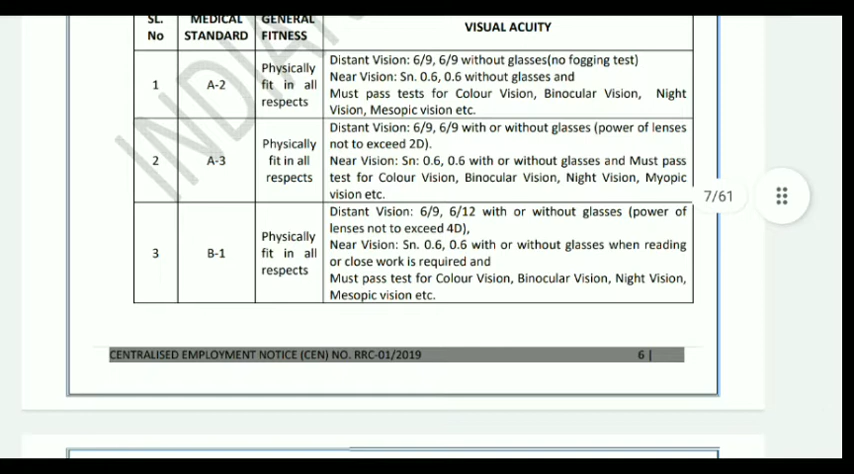 SL. No
MEDICAL STANDARD
GENERAL FITNESS
VISUAL ACUITY
1
A-2
Physically
fit in all
respects
Distant Vision: 6/9, 6/9 without glasses(no fogging test)
Near Vision: Sn. 0.6, 0.6 without glasses and
Must pass tests for Colour Vision, Binocular Vision, Night
Vision, Mesopic vision etc.
2
A-3
Physically
fit in all
respects
Distant Vision: 6/9, 6/9 with or without glasses (power of lenses
not to exceed 2D).
Near Vision: Sn: 0.6, 0.6 with or without glasses and Must pass
test for Colour Vision, Binocular Vision, Night Vision, Myopic
vision etc.
3
B-1
Physically
fit in all
respects
Distant Vision: 6/9, 6/12 with or without glasses (power of
lenses not to exceed 4D),
Near Vision: Sn. 0.6, 0.6 with or without glasses when reading
or close work is required and
Must pass test for Colour Vision, Binocular Vision, Night Vision,
Mesopic vision etc.
7/61
CENTRALISED EMPLOYMENT NOTICE (CEN) NO. RRC-01/2019 6|
INDIAN